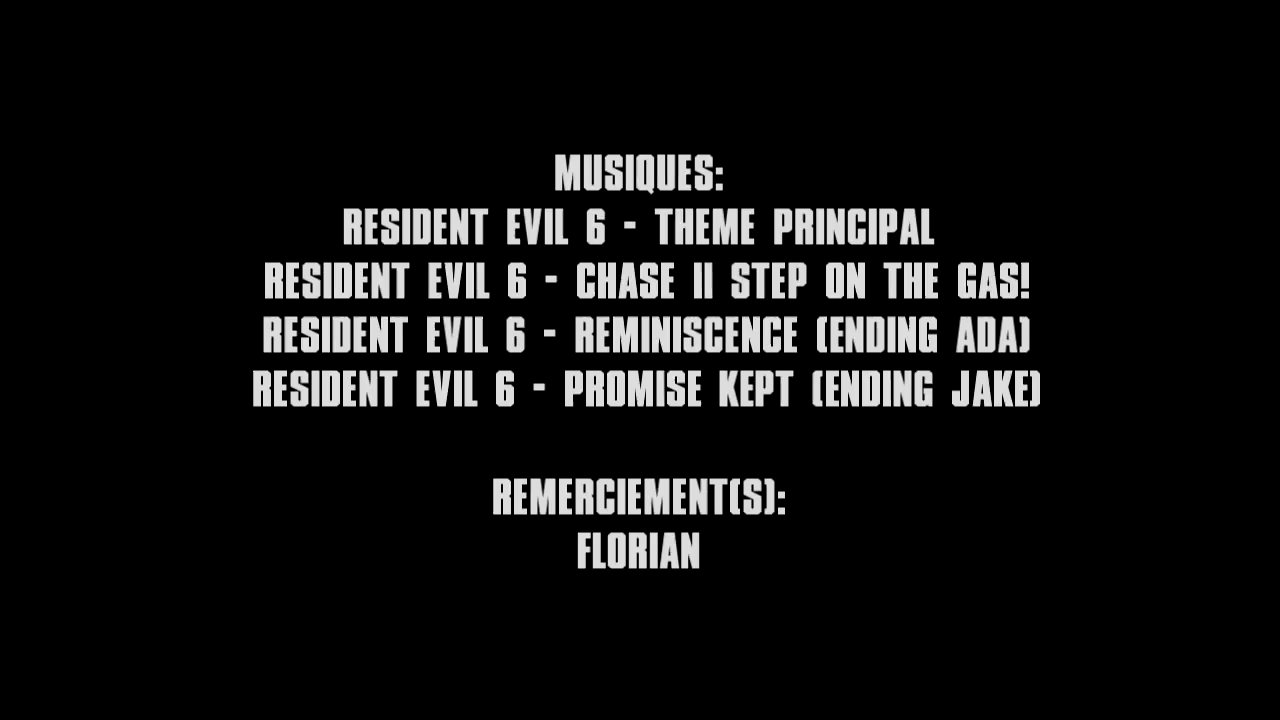 MUSIQUES:
RESIDENT EVIL 6 - THEME PRINCIPAL
RESIDENT EVIL 6 - CHASE II STEP ON THE GAS!
RESIDENT EVIL 6 - REMINISCENCE (ENDING ADA)
RESIDENT EVIL 6 - PROMISE KEPT (ENDING JAKE)
REMERCIEMENT(S):
FLORIAN